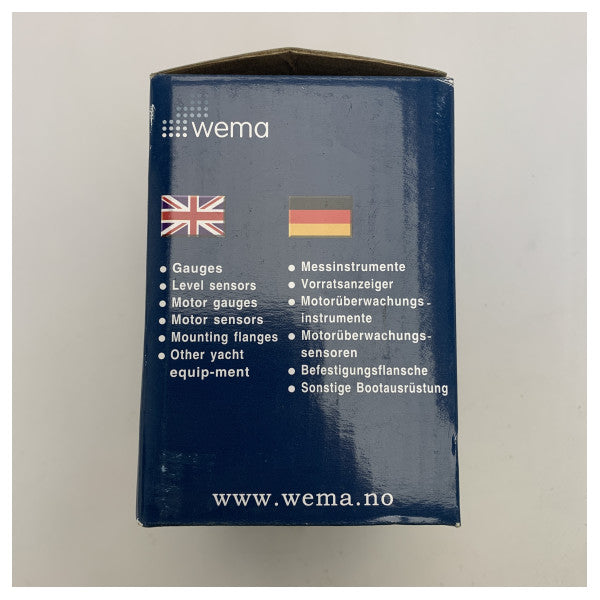 wema
• Gauges
• Level sensors
• Motor gauges
• Motor sensors
• Mounting flanges
• Other yacht
equip-ment
• Messinstrumente
• Vorratsanzeiger
• Motorüberwachungs-
instrumente
• Motorüberwachungs-
sensoren
• Befestigungsflansche
• Sonstige Bootausrüstung
www.wema.no